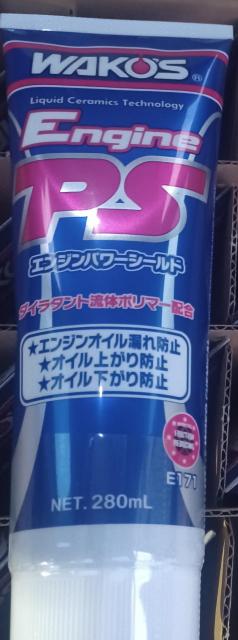 WAKO'S®
Liquid Ceramics Technology
Engine
PS
エンジンパワーシールド
ダイラタント流体ポリマー配合
★エンジンオイル漏れ防止
★オイル上がり防止
★オイル下がり防止
FRICTION
REDUCING
E171
NET. 280mL